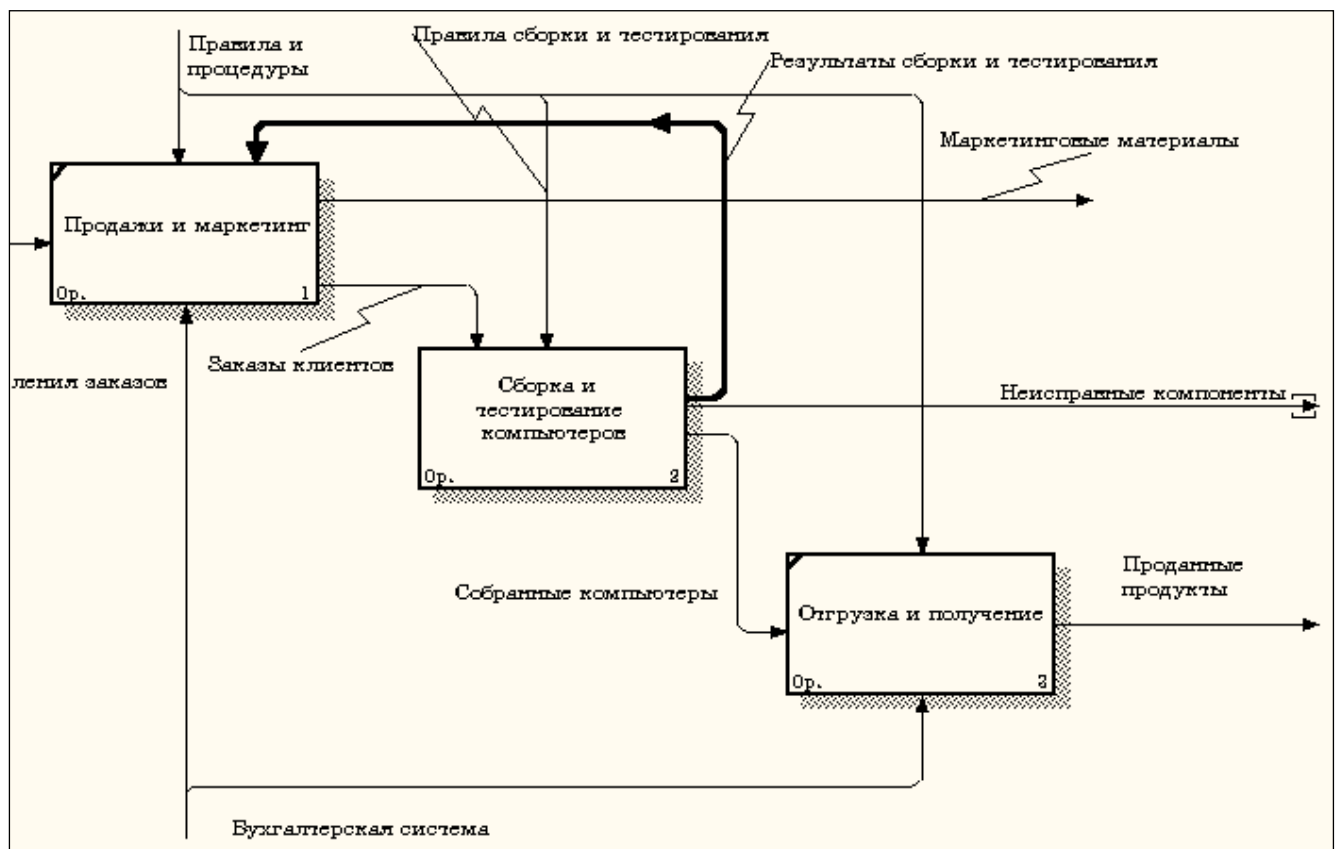 Правила и
процедуры
Правила сборки и тестирования
Результаты сборки и тестирования
Маркетинговые материалы
Продажи и маркетинг
0р.
1
ления заказов
Заказы клиентов
Сборка и
тестирование
компьютеров
0р.
2
Неисправные компоненты
Собранные компьютеры
Отгрузка и получение
0р.
3
Проданные
продукты
Бухгалтерская система